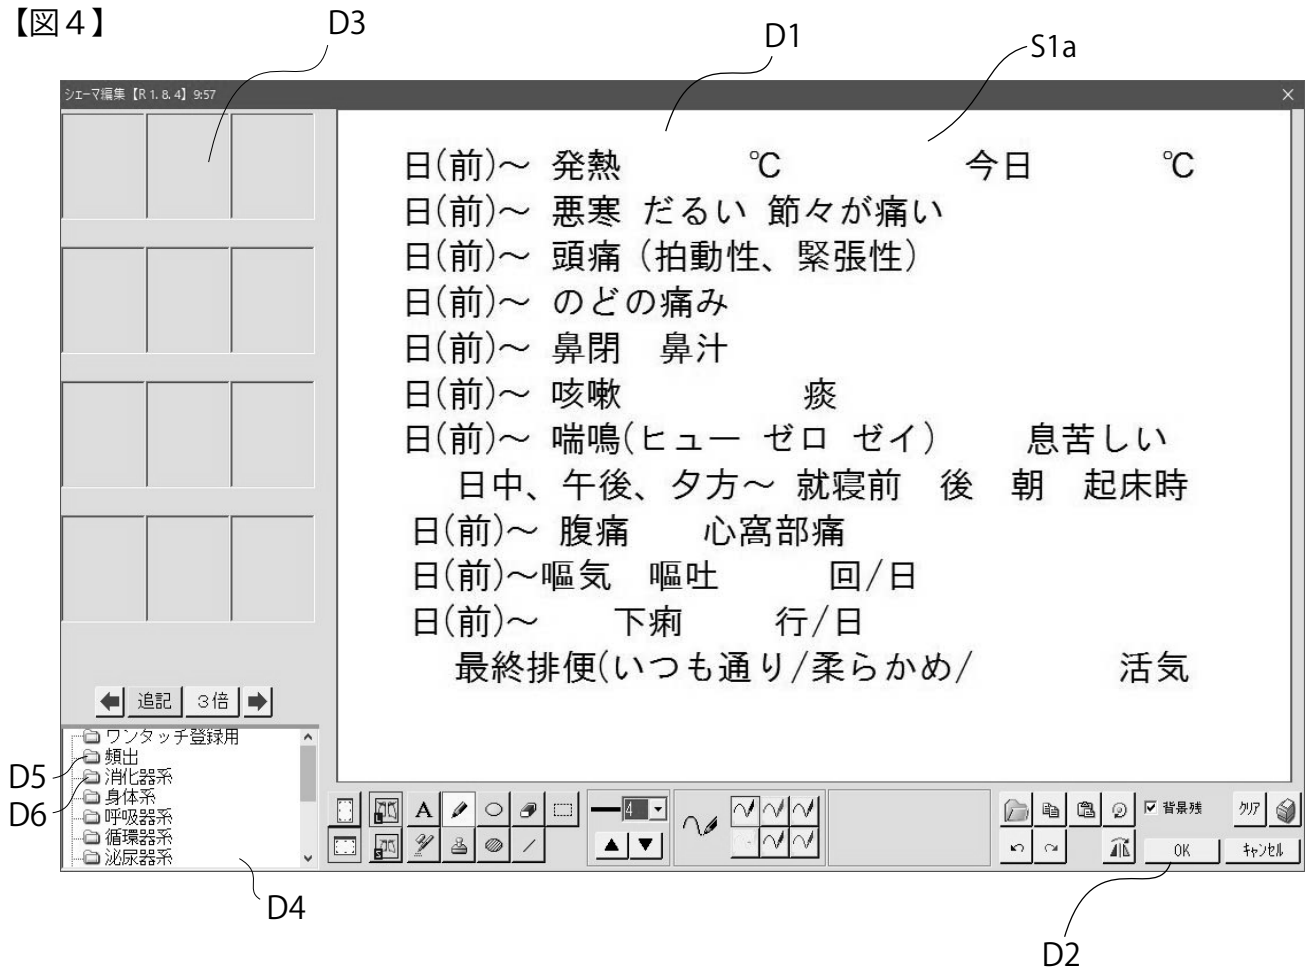 【図４】
D3
D1
S1a
シェーマ編集【R 1. 8. 4】 9:57
日(前)～ 発熱 ℃ 今日 ℃
日(前)～ 悪寒 だるい 節々が痛い
日(前)～ 頭痛（拍動性、緊張性）
日(前)～ のどの痛み
日(前)～ 鼻閉 鼻汁
日(前)～ 咳嗽 痰
日(前)～ 喘鳴(ヒュー ゼロ ゼイ） 息苦しい
日中、午後、夕方～ 就寝前 後 朝 起床時
日(前)～ 腹痛 心窩部痛
日(前)～嘔気 嘔吐 回/日
日(前)～ 下痢 行/日
最終排便(いつも通り/柔らかめ/ 活気
追記 ３倍
ワンタッチ登録用
頻出
消化器系
身体系
呼吸器系
循環器系
泌尿器系
D5
D6
D4
A
4
背景残
クリア
OK
キャンセル
D2